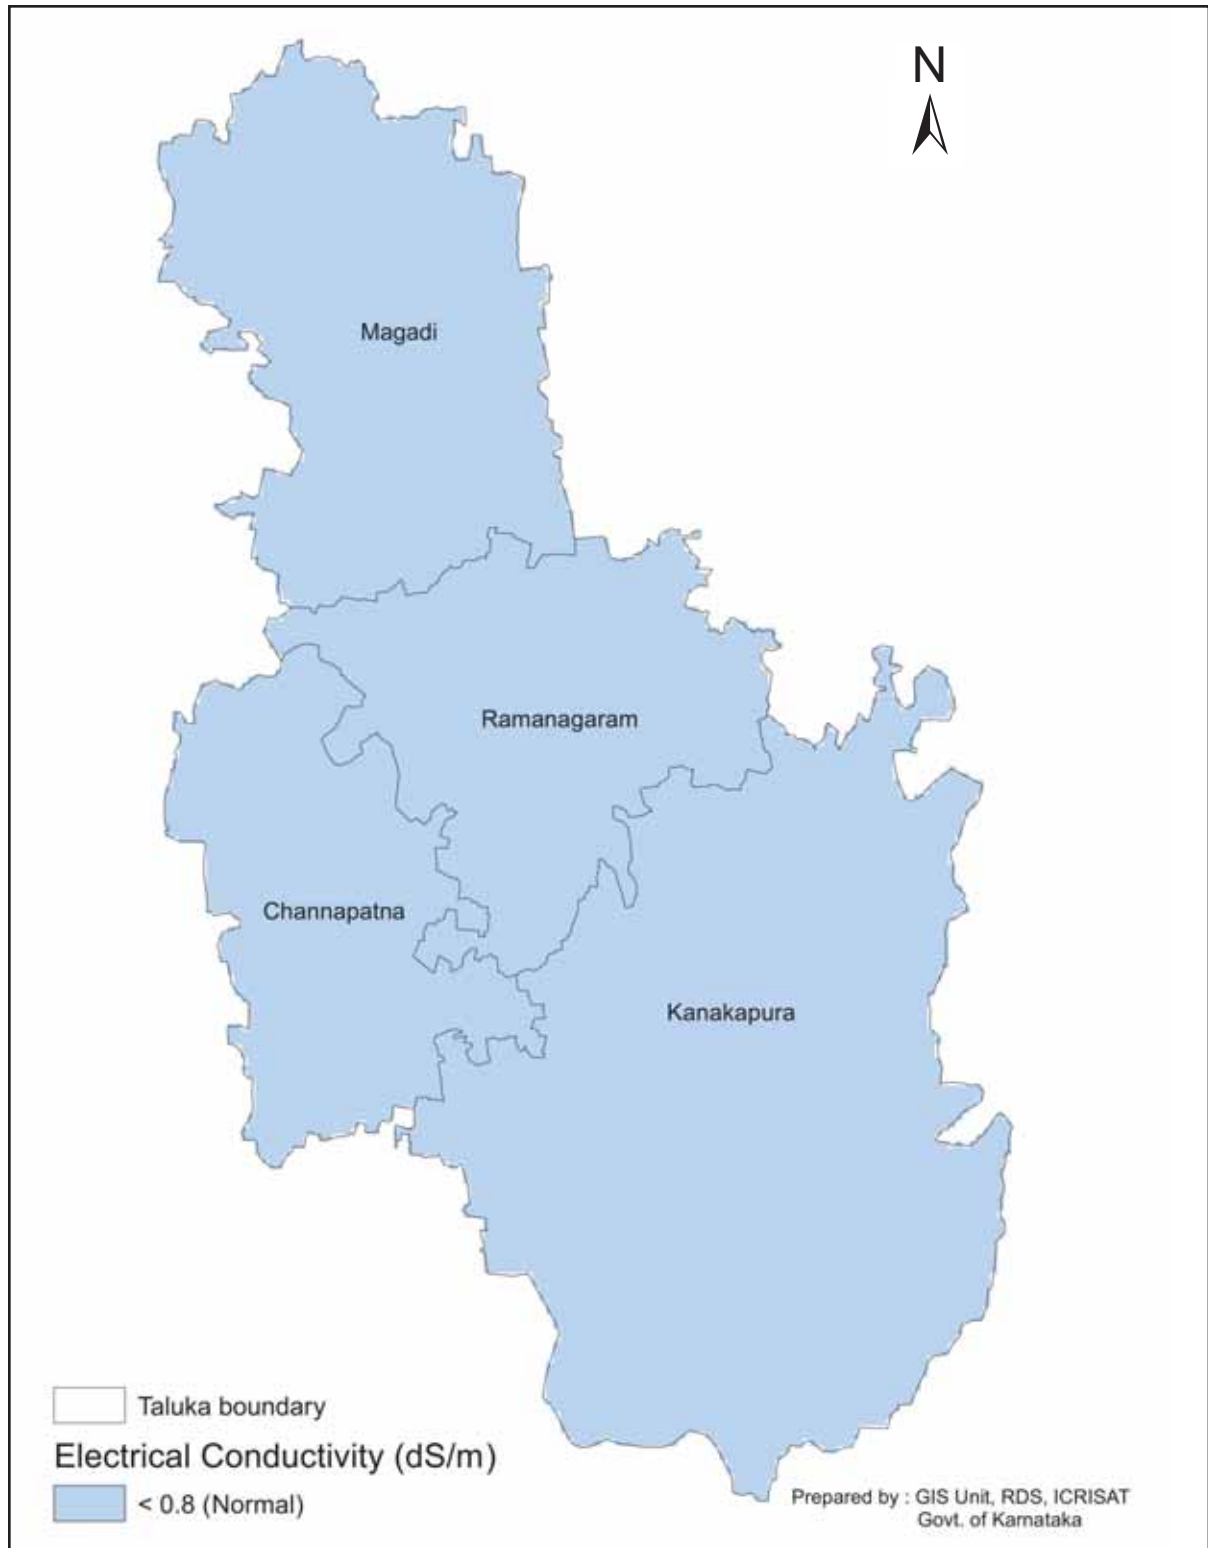 N
Magadi
Ramanagaram
Channapatna
Kanakapura
Taluka boundary
Electrical Conductivity (dS/m)
< 0.8 (Normal)
Prepared by : GIS Unit, RDS, ICRISAT
Govt. of Karnataka